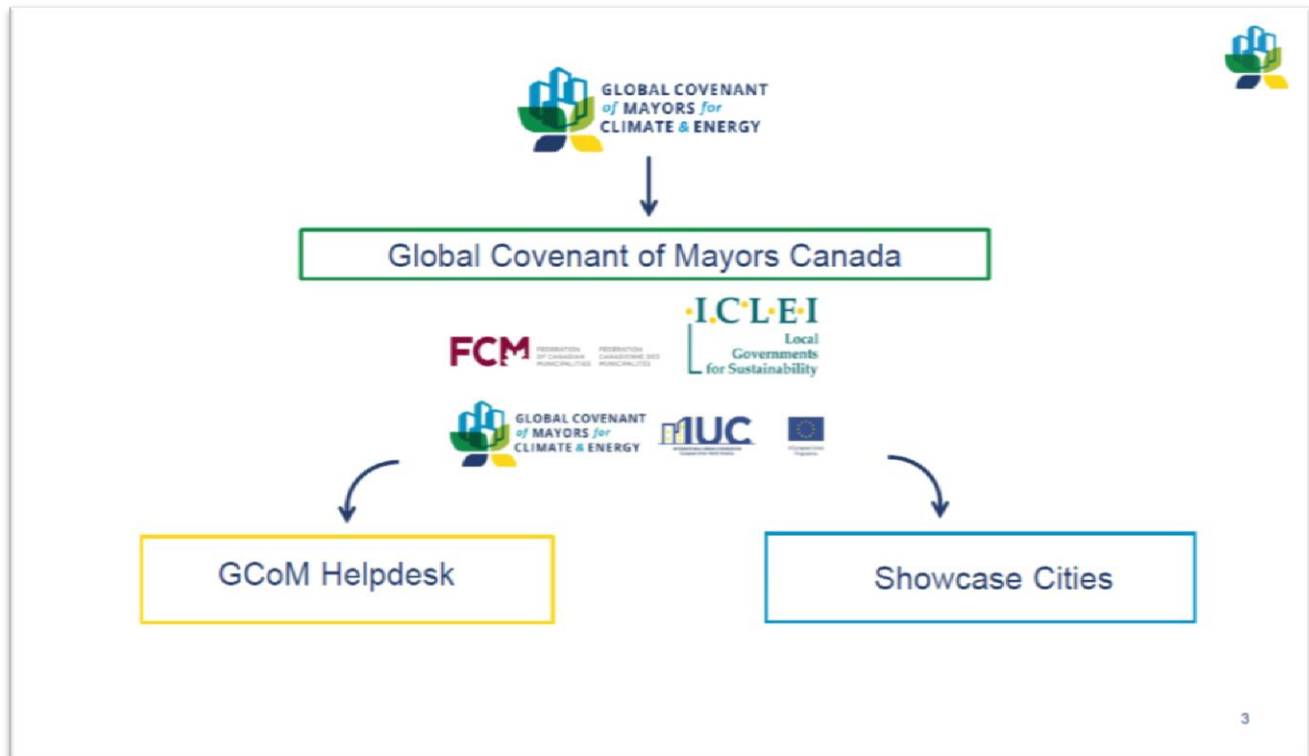 GLOBAL COVENANT
of MAYORS for
CLIMATE & ENERGY
Global Covenant of Mayors Canada
FCM
FEDERATION
OF CANADIAN
MUNICIPALITIES
FÉDÉRATION
CANADIENNE DES
MUNICIPALITÉS
·I·C·L·E·I
Local
Governments
for Sustainability
GLOBAL COVENANT
of MAYORS for
CLIMATE & ENERGY
IUC
GCoM Helpdesk
Showcase Cities
3